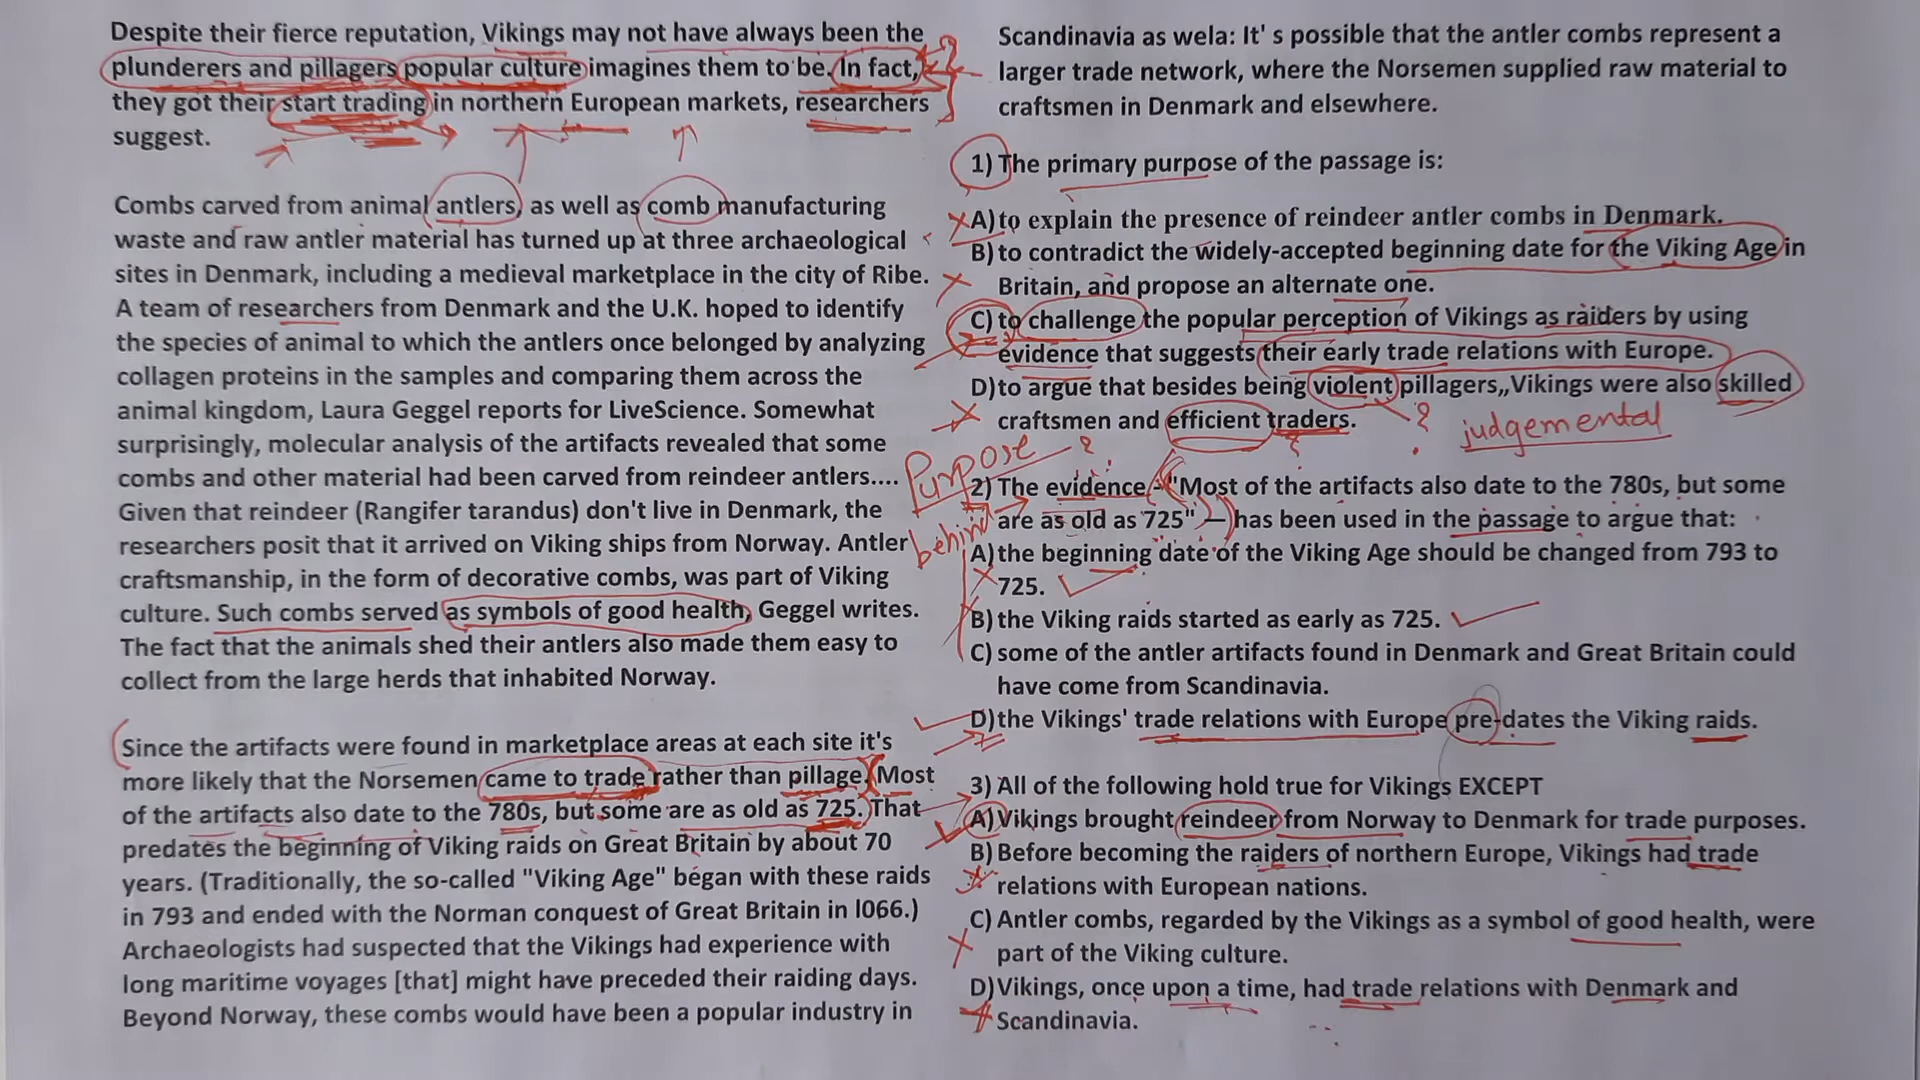 Despite their fierce reputation, Vikings may not have always been the
plunderers and pillagers popular culture imagines them to be. In fact,
they got their start trading in northern European markets, researchers
suggest.
Combs carved from animal antlers, as well as comb manufacturing
waste and raw antler material has turned up at three archaeological
sites in Denmark, including a medieval marketplace in the city of Ribe.
A team of researchers from Denmark and the U.K. hoped to identify
the species of animal to which the antlers once belonged by analyzing
collagen proteins in the samples and comparing them across the
animal kingdom, Laura Geggel reports for LiveScience. Somewhat
surprisingly, molecular analysis of the artifacts revealed that some
combs and other material had been carved from reindeer antlers....
Given that reindeer (Rangifer tarandus) don't live in Denmark, the
researchers posit that it arrived on Viking ships from Norway. Antler
craftsmanship, in the form of decorative combs, was part of Viking
culture. Such combs served as symbols of good health, Geggel writes.
The fact that the animals shed their antlers also made them easy to
collect from the large herds that inhabited Norway.
Since the artifacts were found in marketplace areas at each site it's
more likely that the Norsemen came to trade rather than pillage. Most
of the artifacts also date to the 780s, but some are as old as 725. That
predates the beginning of Viking raids on Great Britain by about 70
years. (Traditionally, the so-called "Viking Age" began with these raids
in 793 and ended with the Norman conquest of Great Britain in l066.)
Archaeologists had suspected that the Vikings had experience with
long maritime voyages [that] might have preceded their raiding days.
Beyond Norway, these combs would have been a popular industry in
Scandinavia as wela: It' s possible that the antler combs represent a
larger trade network, where the Norsemen supplied raw material to
craftsmen in Denmark and elsewhere.
1) The primary purpose of the passage is:
A) to explain the presence of reindeer antler combs in Denmark.
B) to contradict the widely-accepted beginning date for the Viking Age in
Britain, and propose an alternate one.
C) to challenge the popular perception of Vikings as raiders by using
evidence that suggests their early trade relations with Europe.
D) to argue that besides being violent pillagers,,Vikings were also skilled
craftsmen and efficient traders.
?
judgemental
Purpose ?
behind
2) The evidence - "Most of the artifacts also date to the 780s, but some
are as old as 725" — has been used in the passage to argue that:
A) the beginning date of the Viking Age should be changed from 793 to
725.
B) the Viking raids started as early as 725.
C) some of the antler artifacts found in Denmark and Great Britain could
have come from Scandinavia.
D) the Vikings' trade relations with Europe pre-dates the Viking raids.
3) All of the following hold true for Vikings EXCEPT
A) Vikings brought reindeer from Norway to Denmark for trade purposes.
B) Before becoming the raiders of northern Europe, Vikings had trade
relations with European nations.
C) Antler combs, regarded by the Vikings as a symbol of good health, were
part of the Viking culture.
D) Vikings, once upon a time, had trade relations with Denmark and
Scandinavia.